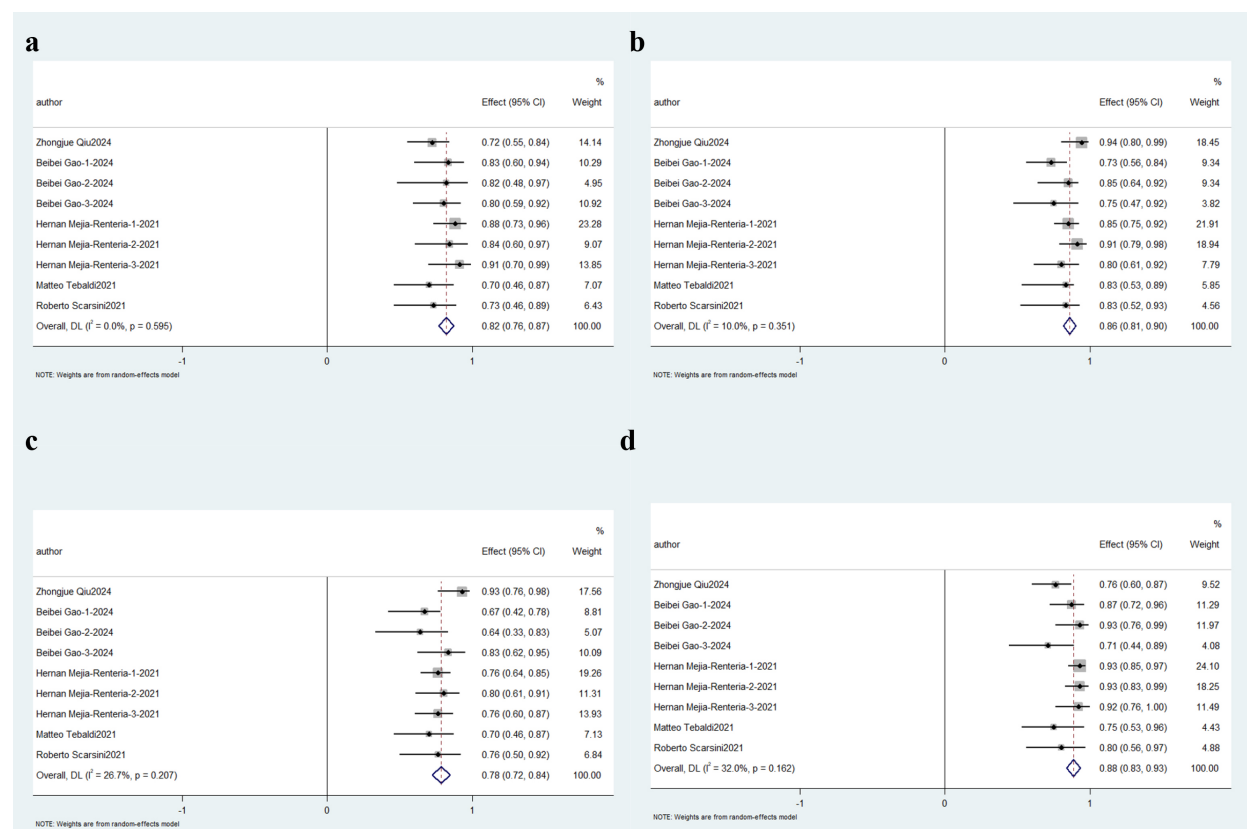 a
%
author Effect (95% CI) Weight
Zhongjue Qiu2024 0.72 (0.55, 0.84) 14.14
Beibei Gao-1-2024 0.83 (0.60, 0.94) 10.29
Beibei Gao-2-2024 0.82 (0.48, 0.97) 4.95
Beibei Gao-3-2024 0.80 (0.59, 0.92) 10.92
Hernan Mejia-Renteria-1-2021 0.88 (0.73, 0.96) 23.28
Hernan Mejia-Renteria-2-2021 0.84 (0.60, 0.97) 9.07
Hernan Mejia-Renteria-3-2021 0.91 (0.70, 0.99) 13.85
Matteo Tebaldi2021 0.70 (0.46, 0.87) 7.07
Roberto Scarsini2021 0.73 (0.46, 0.89) 6.43
Overall, DL (I² = 0.0%, p = 0.595) 0.82 (0.76, 0.87) 100.00
-1 0 1
NOTE: Weights are from random-effects model
b
%
author Effect (95% CI) Weight
Zhongjue Qiu2024 0.94 (0.80, 0.99) 18.45
Beibei Gao-1-2024 0.73 (0.56, 0.84) 9.34
Beibei Gao-2-2024 0.85 (0.64, 0.92) 9.34
Beibei Gao-3-2024 0.75 (0.47, 0.92) 3.82
Hernan Mejia-Renteria-1-2021 0.85 (0.75, 0.92) 21.91
Hernan Mejia-Renteria-2-2021 0.91 (0.79, 0.98) 18.94
Hernan Mejia-Renteria-3-2021 0.80 (0.61, 0.92) 7.79
Matteo Tebaldi2021 0.83 (0.53, 0.89) 5.85
Roberto Scarsini2021 0.83 (0.52, 0.93) 4.56
Overall, DL (I² = 10.0%, p = 0.351) 0.86 (0.81, 0.90) 100.00
-1 0 1
NOTE: Weights are from random-effects model
c
%
author Effect (95% CI) Weight
Zhongjue Qiu2024 0.93 (0.76, 0.98) 17.56
Beibei Gao-1-2024 0.67 (0.42, 0.78) 8.81
Beibei Gao-2-2024 0.64 (0.33, 0.83) 5.07
Beibei Gao-3-2024 0.83 (0.62, 0.95) 10.09
Hernan Mejia-Renteria-1-2021 0.76 (0.64, 0.85) 19.26
Hernan Mejia-Renteria-2-2021 0.80 (0.61, 0.91) 11.31
Hernan Mejia-Renteria-3-2021 0.76 (0.60, 0.87) 13.93
Matteo Tebaldi2021 0.70 (0.46, 0.87) 7.13
Roberto Scarsini2021 0.76 (0.50, 0.92) 6.84
Overall, DL (I² = 26.7%, p = 0.207) 0.78 (0.72, 0.84) 100.00
-1 0 1
NOTE: Weights are from random-effects model
d
%
author Effect (95% CI) Weight
Zhongjue Qiu2024 0.76 (0.60, 0.87) 9.52
Beibei Gao-1-2024 0.87 (0.72, 0.96) 11.29
Beibei Gao-2-2024 0.93 (0.76, 0.99) 11.97
Beibei Gao-3-2024 0.71 (0.44, 0.89) 4.08
Hernan Mejia-Renteria-1-2021 0.93 (0.85, 0.97) 24.10
Hernan Mejia-Renteria-2-2021 0.93 (0.83, 0.99) 18.25
Hernan Mejia-Renteria-3-2021 0.92 (0.76, 1.00) 11.49
Matteo Tebaldi2021 0.75 (0.53, 0.96) 4.43
Roberto Scarsini2021 0.80 (0.56, 0.97) 4.88
Overall, DL (I² = 32.0%, p = 0.162) 0.88 (0.83, 0.93) 100.00
-1 0 1
NOTE: Weights are from random-effects model